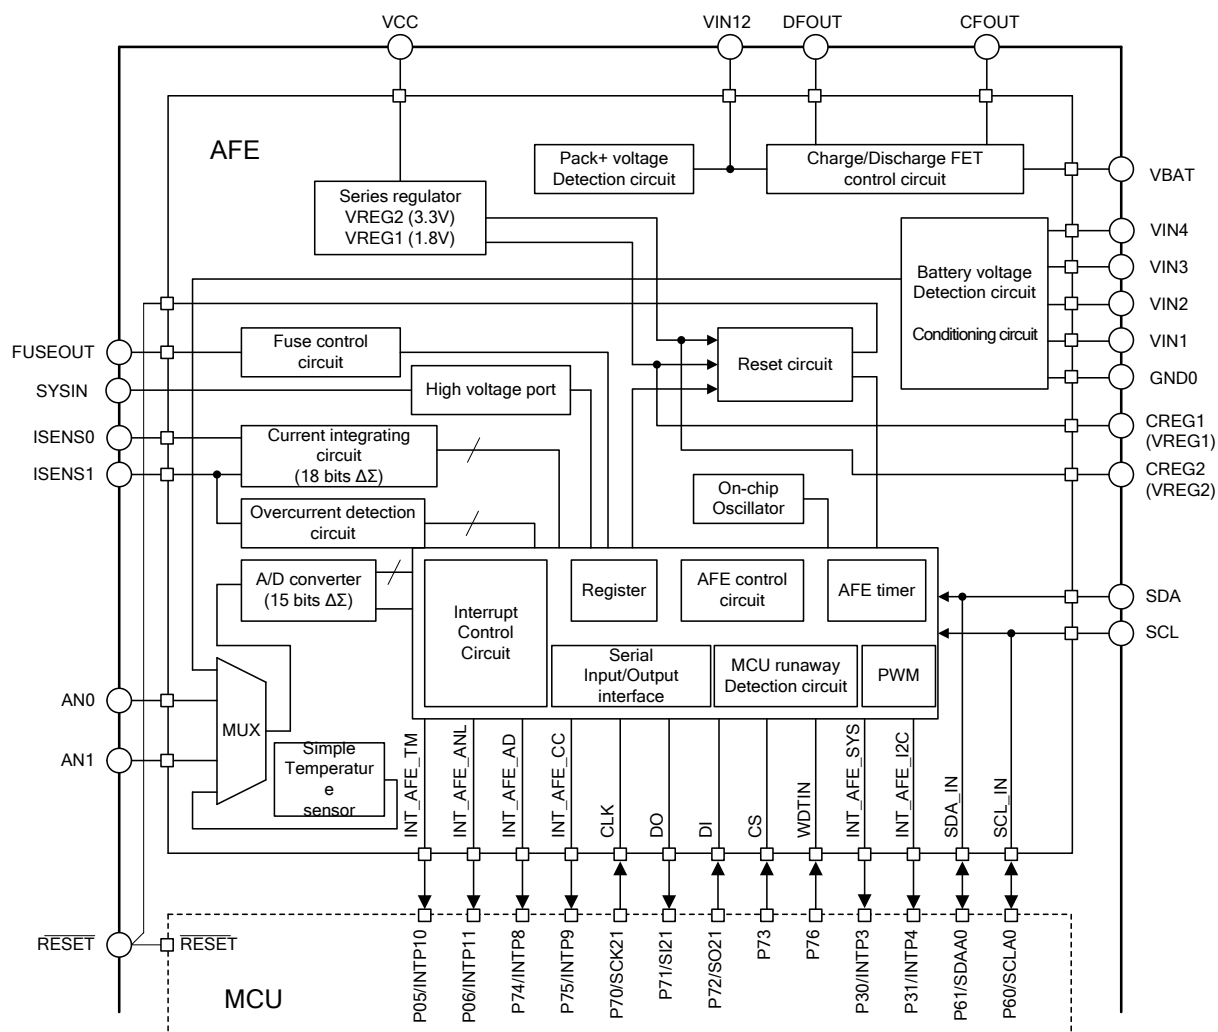 VCC
VIN12
DFOUT
CFOUT
AFE
Pack+ voltage
Detection circuit
Charge/Discharge FET
control circuit
VBAT
Series regulator
VREG2 (3.3V)
VREG1 (1.8V)
VIN4
VIN3
VIN2
VIN1
GND0
Battery voltage
Detection circuit
Conditioning circuit
FUSEOUT
SYSIN
ISENS0
ISENS1
Fuse control
circuit
High voltage port
Reset circuit
CREG1
(VREG1)
CREG2
(VREG2)
Current integrating
circuit
(18 bits ΔΣ)
Overcurrent detection
circuit
On-chip
Oscillator
A/D converter
(15 bits ΔΣ)
Interrupt
Control
Circuit
Register
AFE control
circuit
AFE timer
SDA
SCL
Serial
Input/Output
interface
MCU runaway
Detection circuit
PWM
AN0
AN1
MUX
Simple
Temperatur
e
sensor
INT_AFE_TM
INT_AFE_ANL
INT_AFE_AD
INT_AFE_CC
CLK
DO
DI
CS
WDTIN
INT_AFE_SYS
INT_AFE_I2C
SDA_IN
SCL_IN
RESET
RESET
MCU
P05/INTP10
P06/INTP11
P74/INTP8
P75/INTP9
P70/SCK21
P71/SI21
P72/SO21
P73
P76
P30/INTP3
P31/INTP4
P61/SDAA0
P60/SCLA0